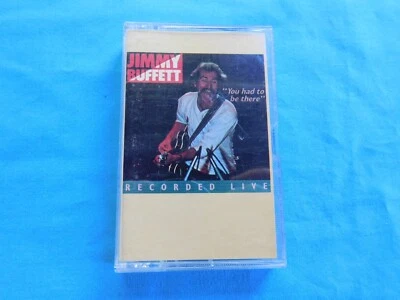 JIMMY
BUFFETT
"You had to
be there"
RECORDED LIVE